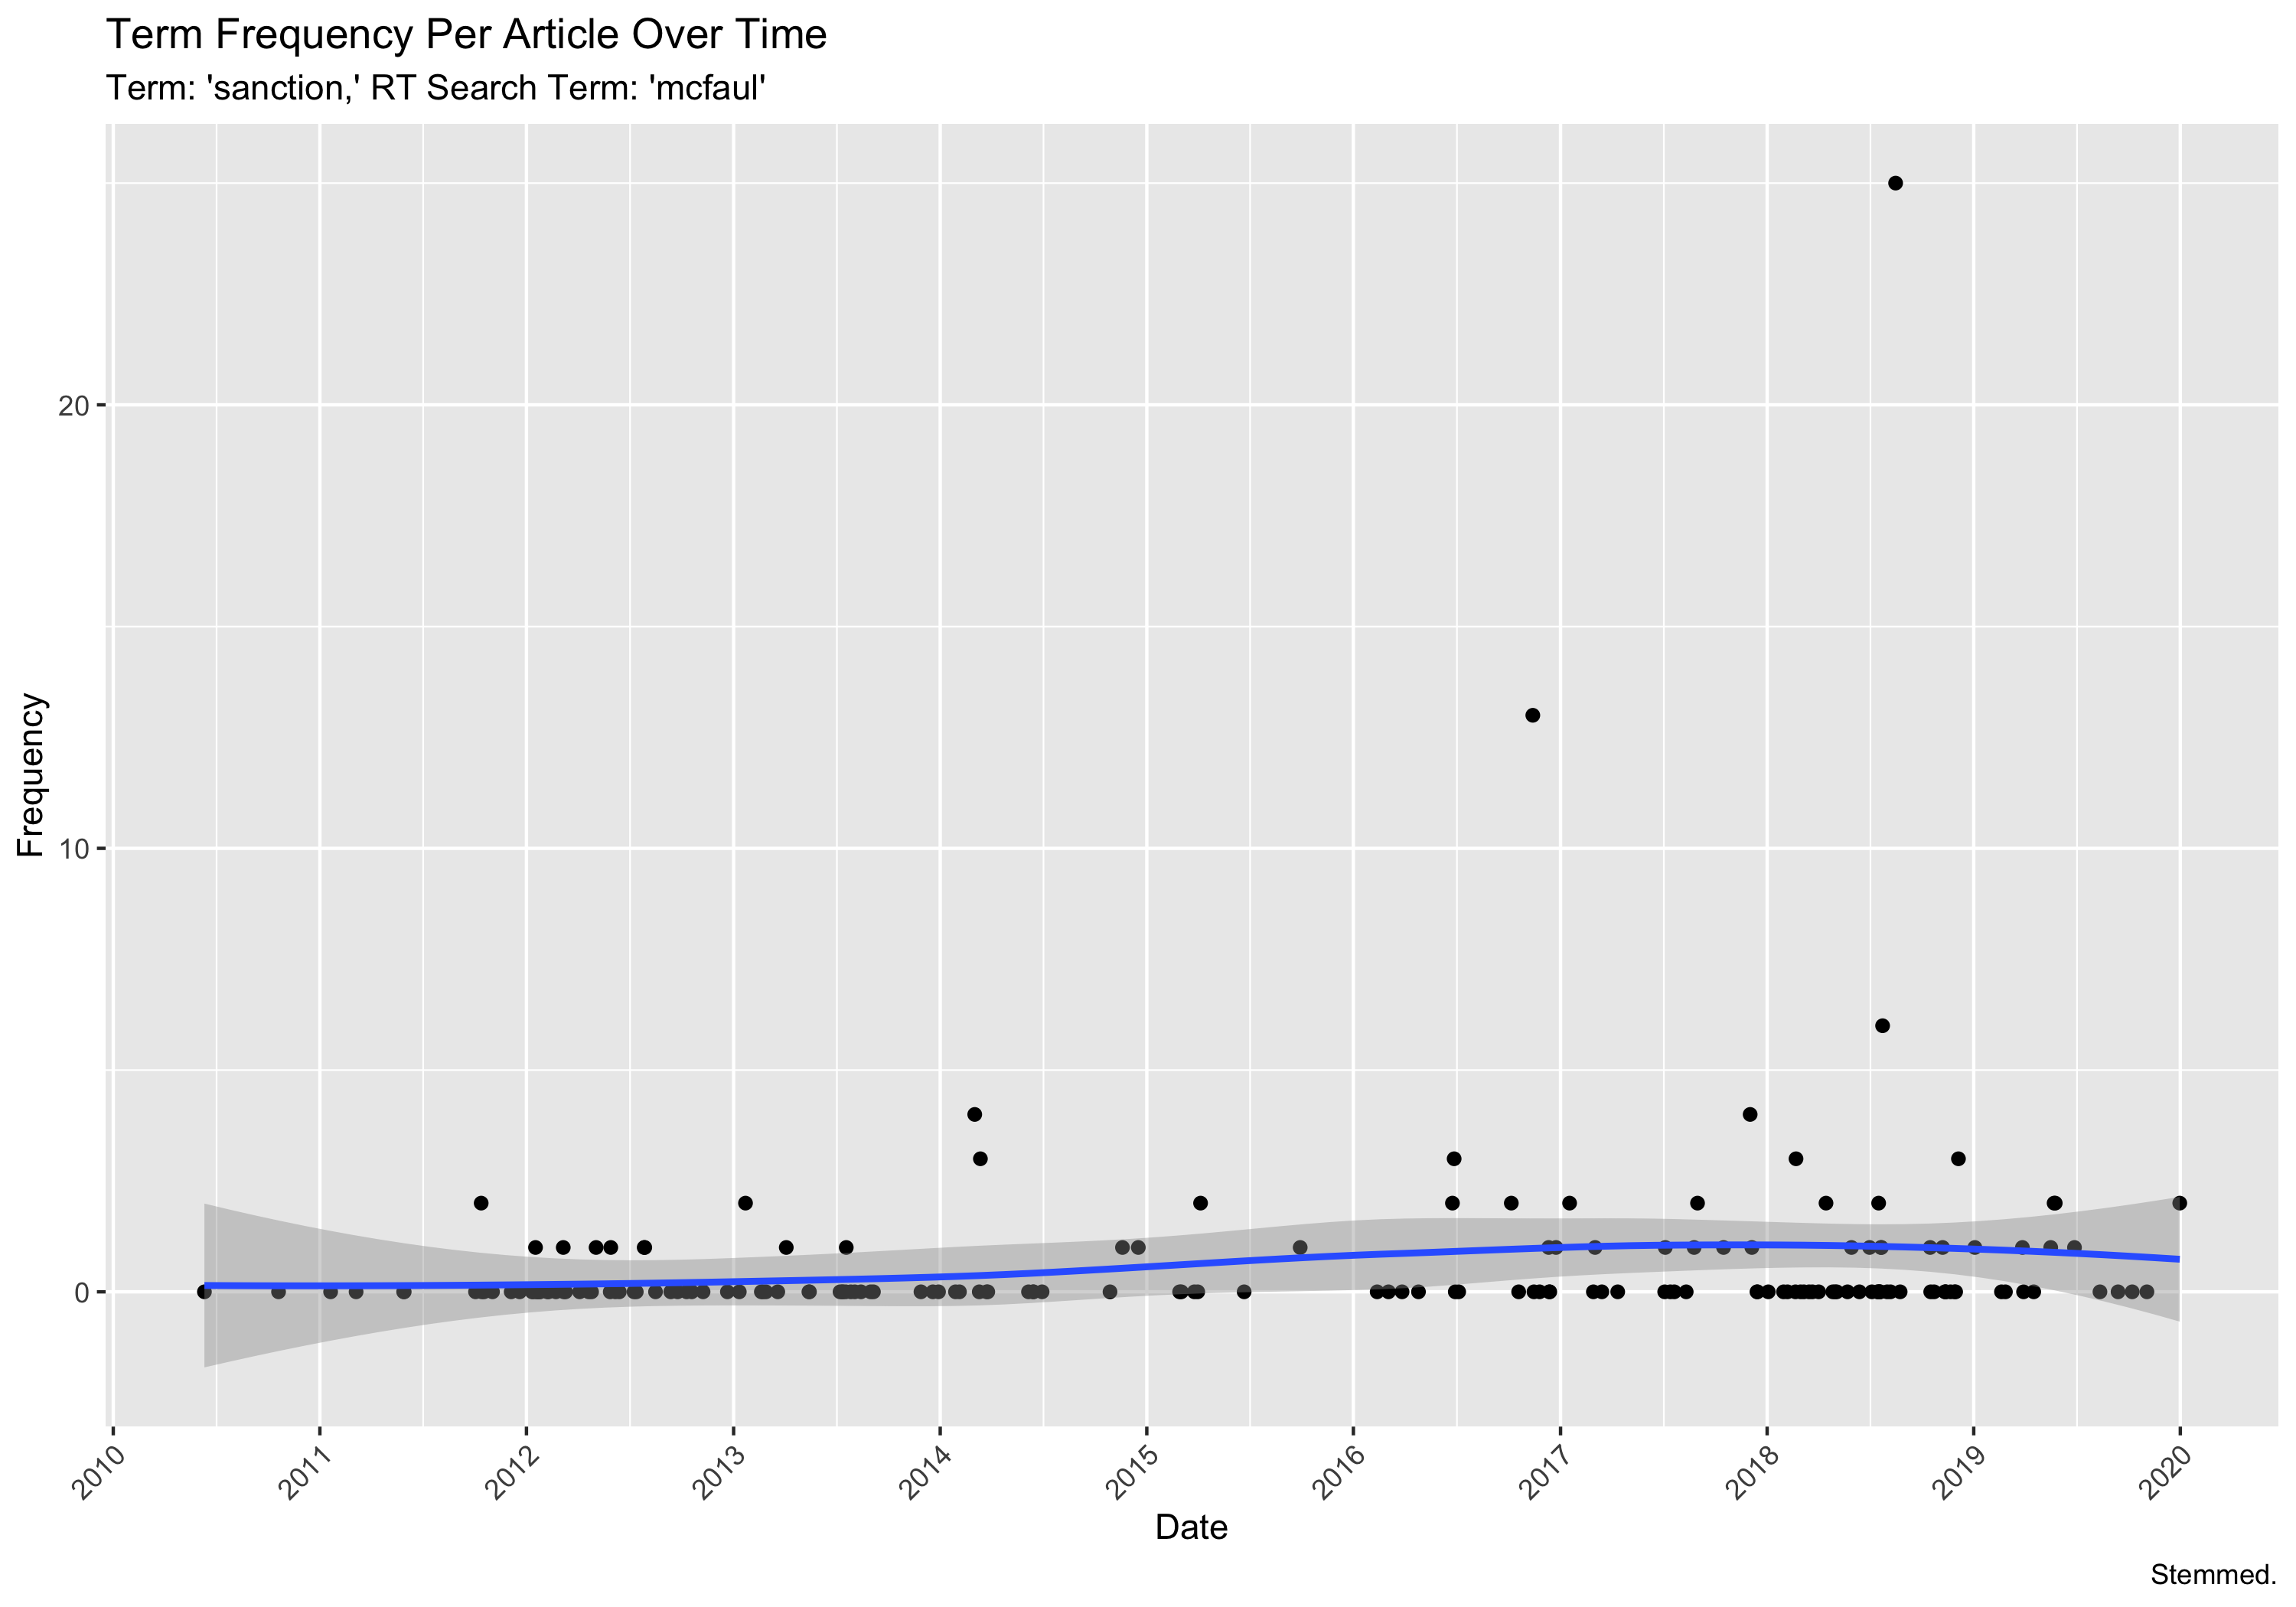 Term Frequency Per Article Over Time
Term: 'sanction,' RT Search Term: 'mcfaul'
20
10
0
Frequency
2010
2011
2012
2013
2014
2015
2016
2017
2018
2019
2020
Date
Stemmed.